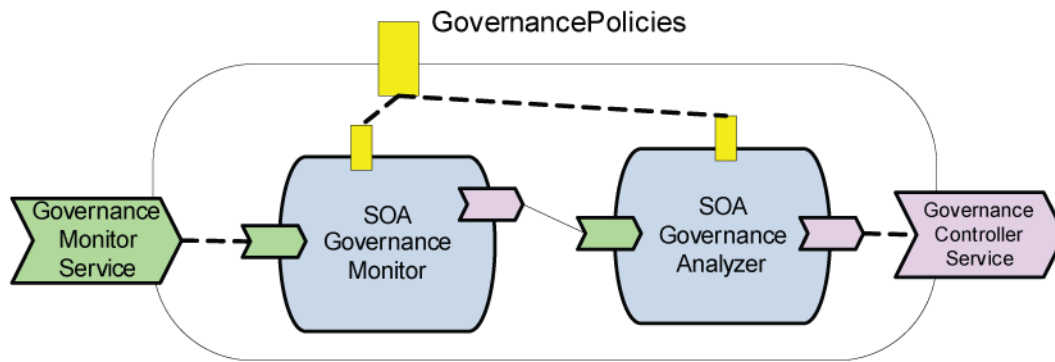 GovernancePolicies
Governance
Monitor
Service
SOA
Governance
Monitor
SOA
Governance
Analyzer
Governance
Controller
Service